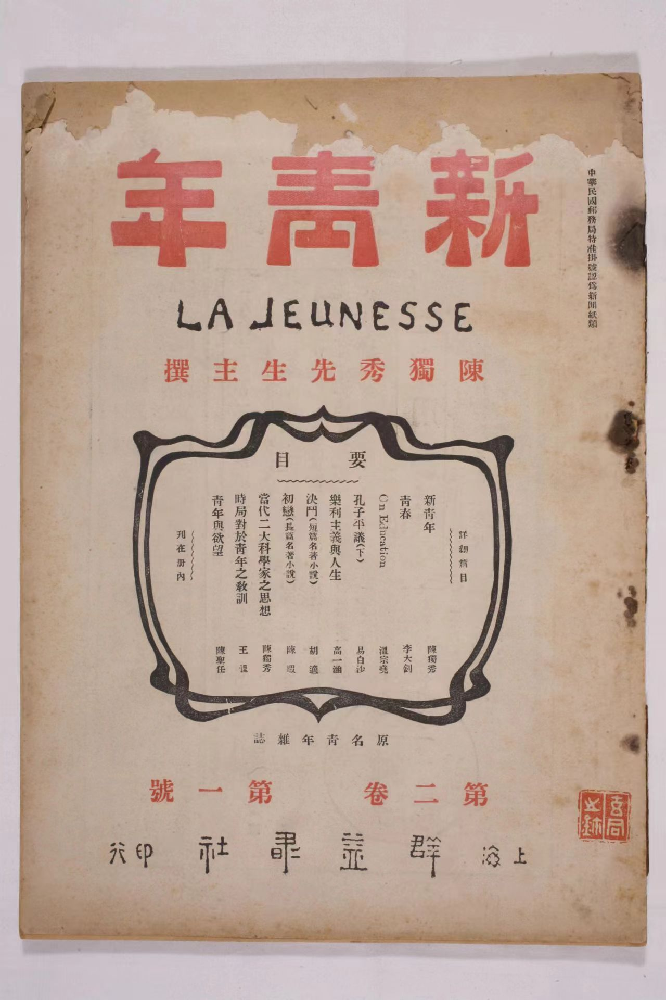 中華民國郵務局特准掛號認爲新聞紙類
新青年
LA JEUNESSE
陳獨秀先生主撰
要目
詳細篇目
新青年 陳獨秀
青春 李大釗
On Education 溫宗堯
孔子平議(下) 易白沙
樂利主義與人生 高一涵
決鬥(短篇名著小說) 胡適
初戀(長篇名著小說) 陳嘏
當代二大科學家之思想 陳獨秀
時局對於青年之教訓 王湼
青年與欲望 陳聖任
刊在册內
原名青年雜誌
第二卷 第一號
上海 群益書社 印行